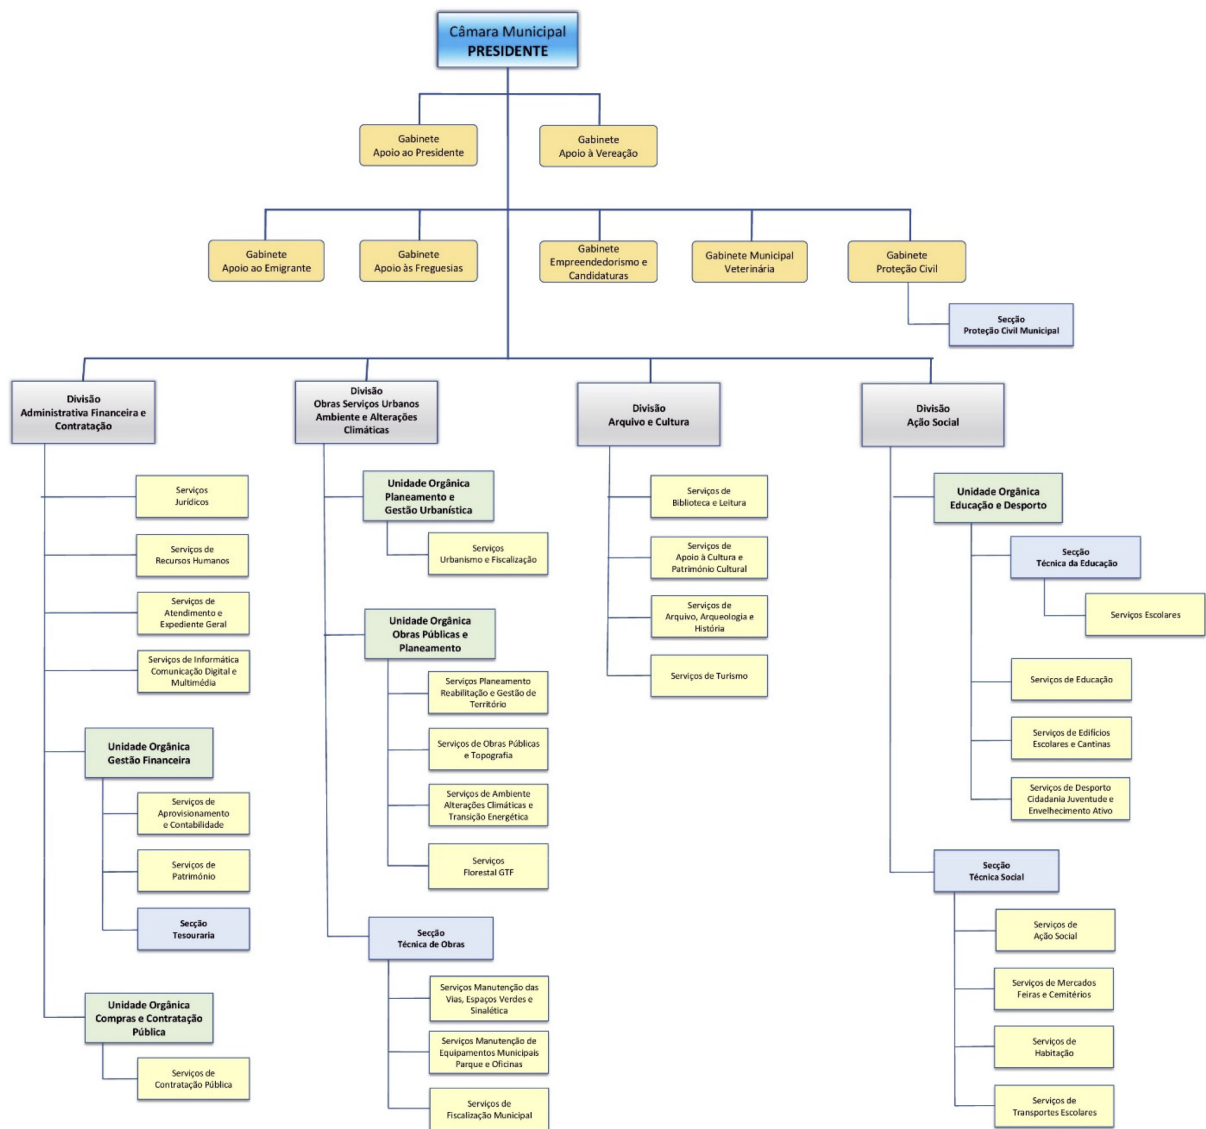 Câmara Municipal
PRESIDENTE
Gabinete
Apoio ao Presidente
Gabinete
Apoio à Vereação
Gabinete
Apoio ao Emigrante
Gabinete
Apoio às Freguesias
Gabinete
Empreendedorismo e
Candidaturas
Gabinete Municipal
Veterinária
Gabinete
Proteção Civil
Secção
Proteção Civil Municipal
Divisão
Administrativa Financeira e
Contratação
Serviços
Jurídicos
Serviços de
Recursos Humanos
Serviços de
Atendimento e
Expediente Geral
Serviços de Informática
Comunicação Digital e
Multimédia
Unidade Orgânica
Gestão Financeira
Serviços de
Aprovisionamento
e Contabilidade
Serviços de
Património
Secção
Tesouraria
Unidade Orgânica
Compras e Contratação
Pública
Serviços de
Contratação Pública
Divisão
Obras Serviços Urbanos
Ambiente e Alterações
Climáticas
Unidade Orgânica
Planeamento e
Gestão Urbanística
Serviços
Urbanismo e Fiscalização
Unidade Orgânica
Obras Públicas e
Planeamento
Serviços Planeamento
Reabilitação e Gestão de
Território
Serviços de Obras Públicas
e Topografia
Serviços de Ambiente
Alterações Climáticas e
Transição Energética
Serviços
Florestal GTF
Secção
Técnica de Obras
Serviços Manutenção das
Vias, Espaços Verdes e
Sinalética
Serviços Manutenção de
Equipamentos Municipais
Parque e Oficinas
Serviços de
Fiscalização Municipal
Divisão
Arquivo e Cultura
Serviços de
Biblioteca e Leitura
Serviços de
Apoio à Cultura e
Património Cultural
Serviços de
Arquivo, Arqueologia e
História
Serviços de Turismo
Divisão
Ação Social
Unidade Orgânica
Educação e Desporto
Secção
Técnica da Educação
Serviços Escolares
Serviços de Educação
Serviços de Edifícios
Escolares e Cantinas
Serviços de Desporto
Cidadania Juventude e
Envelhecimento Ativo
Secção
Técnica Social
Serviços de
Ação Social
Serviços de Mercados
Feiras e Cemitérios
Serviços de
Habitação
Serviços de
Transportes Escolares